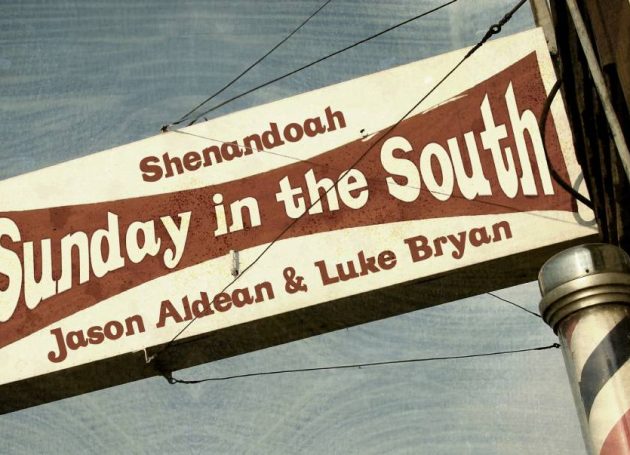 Shenandoah
Sunday in the South
Jason Aldean & Luke Bryan